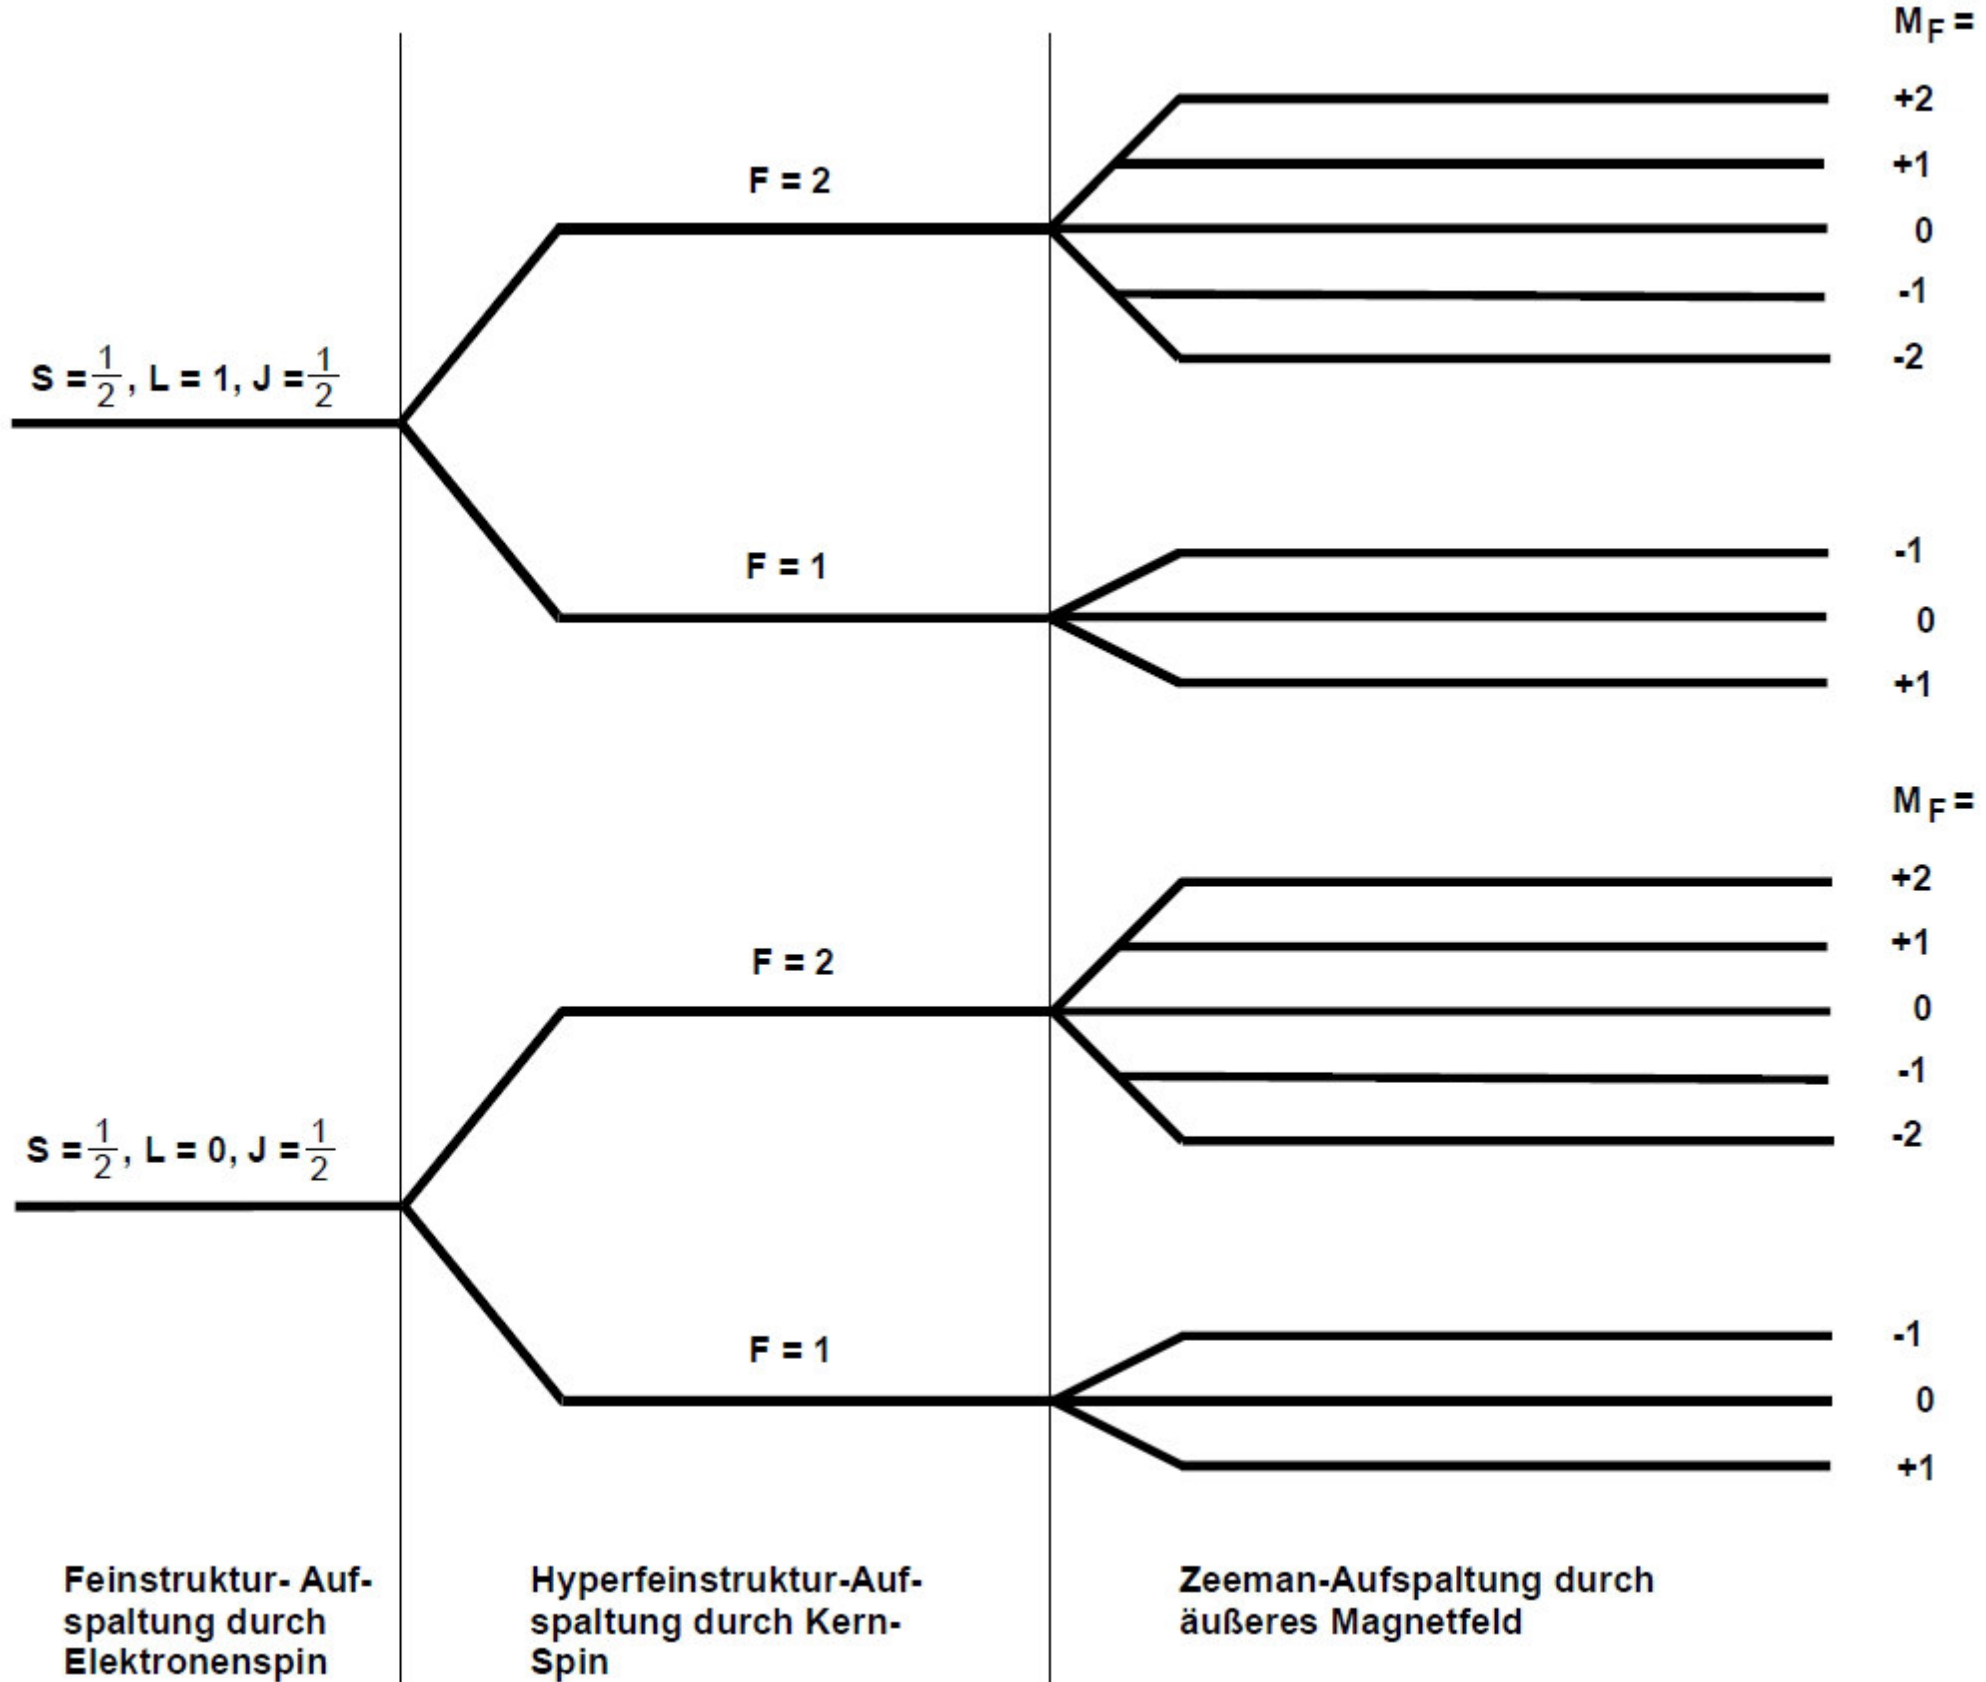 M_F =
+2
+1
F = 2
0
-1
-2
S = 1/2, L = 1, J = 1/2
-1
F = 1
0
+1
M_F =
+2
+1
F = 2
0
-1
-2
S = 1/2, L = 0, J = 1/2
-1
F = 1
0
+1
Feinstruktur- Auf-
spaltung durch
Elektronenspin
Hyperfeinstruktur-Auf-
spaltung durch Kern-
Spin
Zeeman-Aufspaltung durch
äußeres Magnetfeld